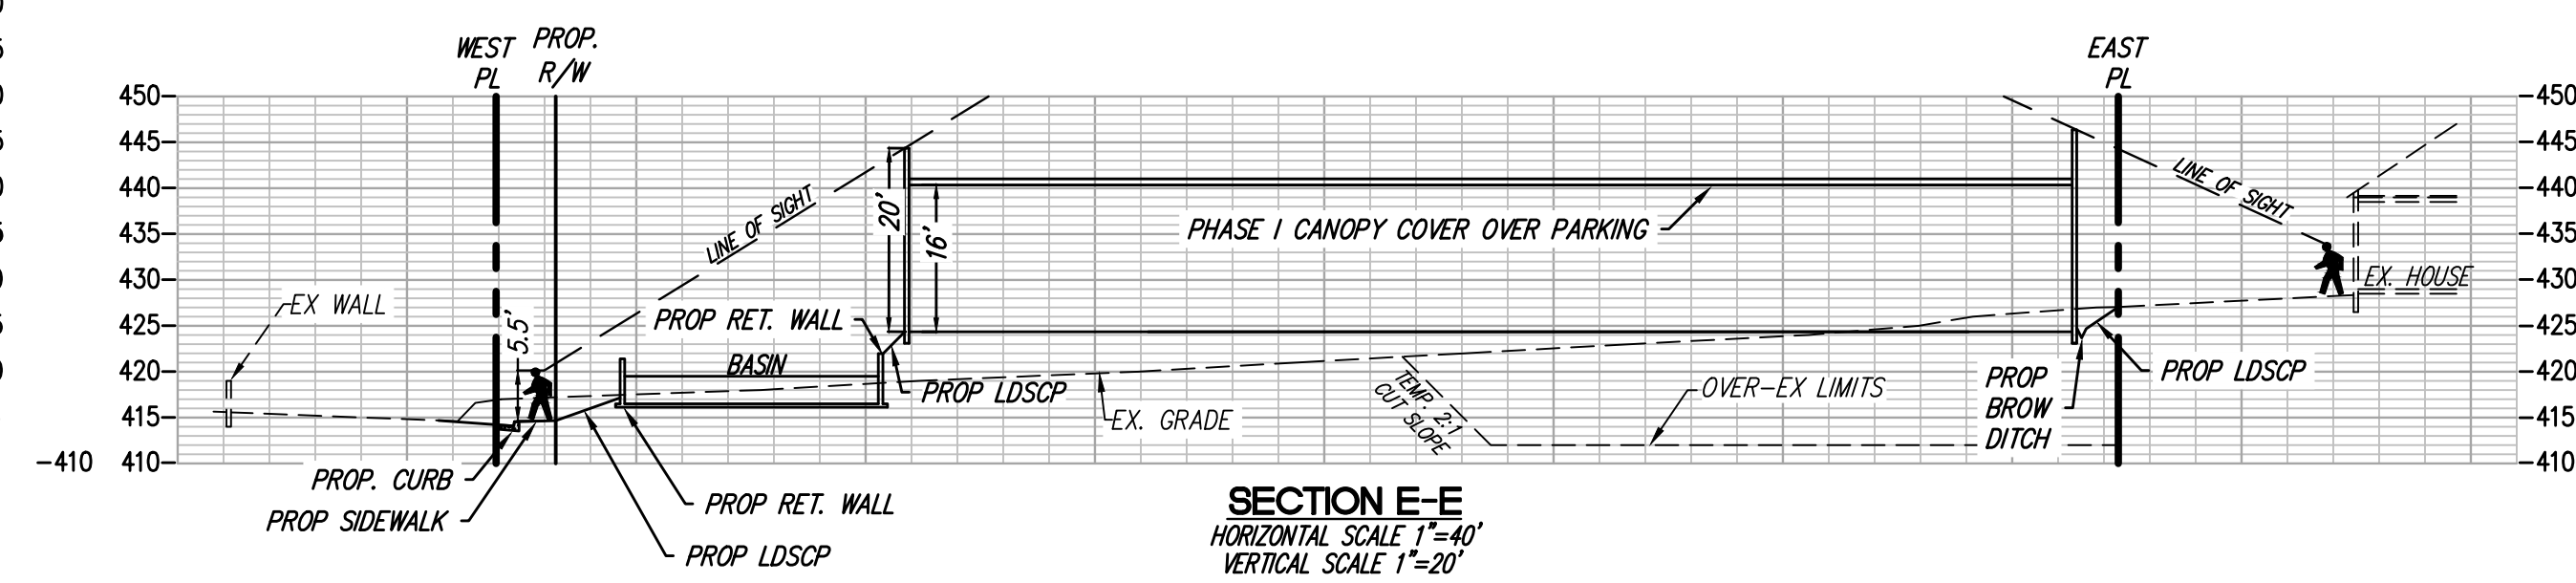 WEST
PL
PROP.
R/W
EAST
PL
450
445
440
435
430
425
420
415
410
-410
-450
-445
-440
-435
-430
-425
-420
-415
-410
EX WALL
5.5'
LINE OF SIGHT
PROP RET. WALL
BASIN
20'
16'
PHASE I CANOPY COVER OVER PARKING
PROP LDSCP
EX. GRADE
TEMP. 2:1
CUT SLOPE
OVER-EX LIMITS
PROP
BROW
DITCH
PROP LDSCP
LINE OF SIGHT
EX. HOUSE
PROP. CURB
PROP SIDEWALK
PROP LDSCP
PROP RET. WALL
SECTION E-E
HORIZONTAL SCALE 1"=40'
VERTICAL SCALE 1"=20'